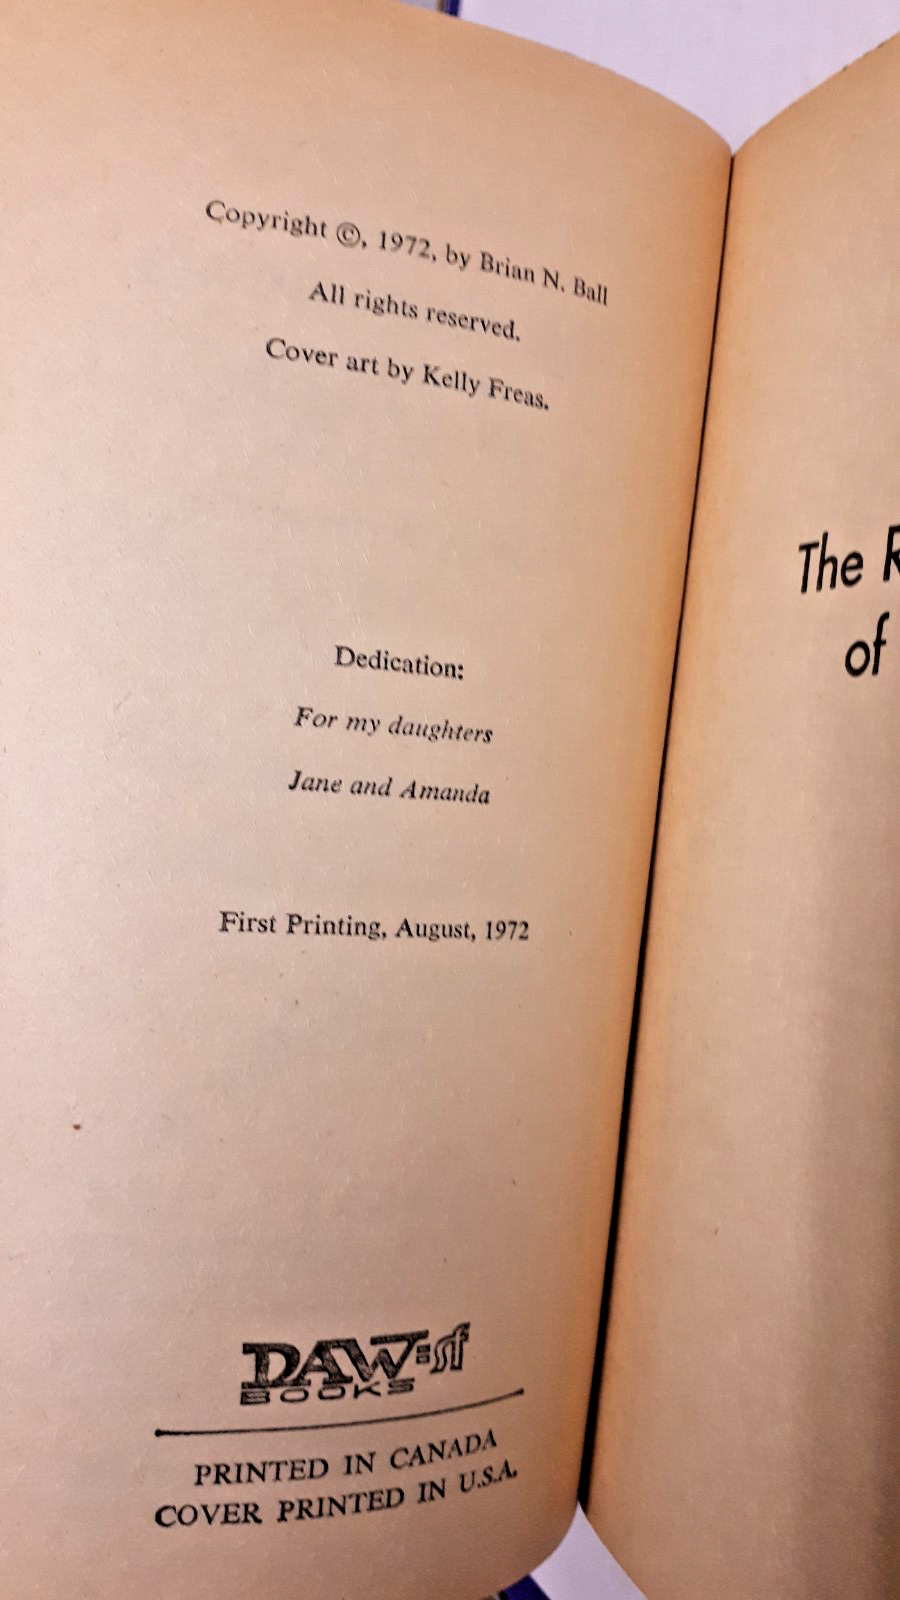 Copyright ©, 1972, by Brian N. Ball
All rights reserved.
Cover art by Kelly Freas.
Dedication:
For my daughters
Jane and Amanda
First Printing, August, 1972
DAW=sf
BOOKS
PRINTED IN CANADA
COVER PRINTED IN U.S.A.
The R
of